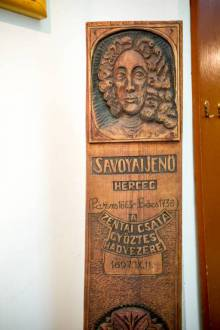 SAVOYAI JENŐ
HERCEG
(Párizs 1663- Bécs 1736)
A
ZENTAI CSATA
GYŐZTES
HADVEZÉRE
1697.IX.11.